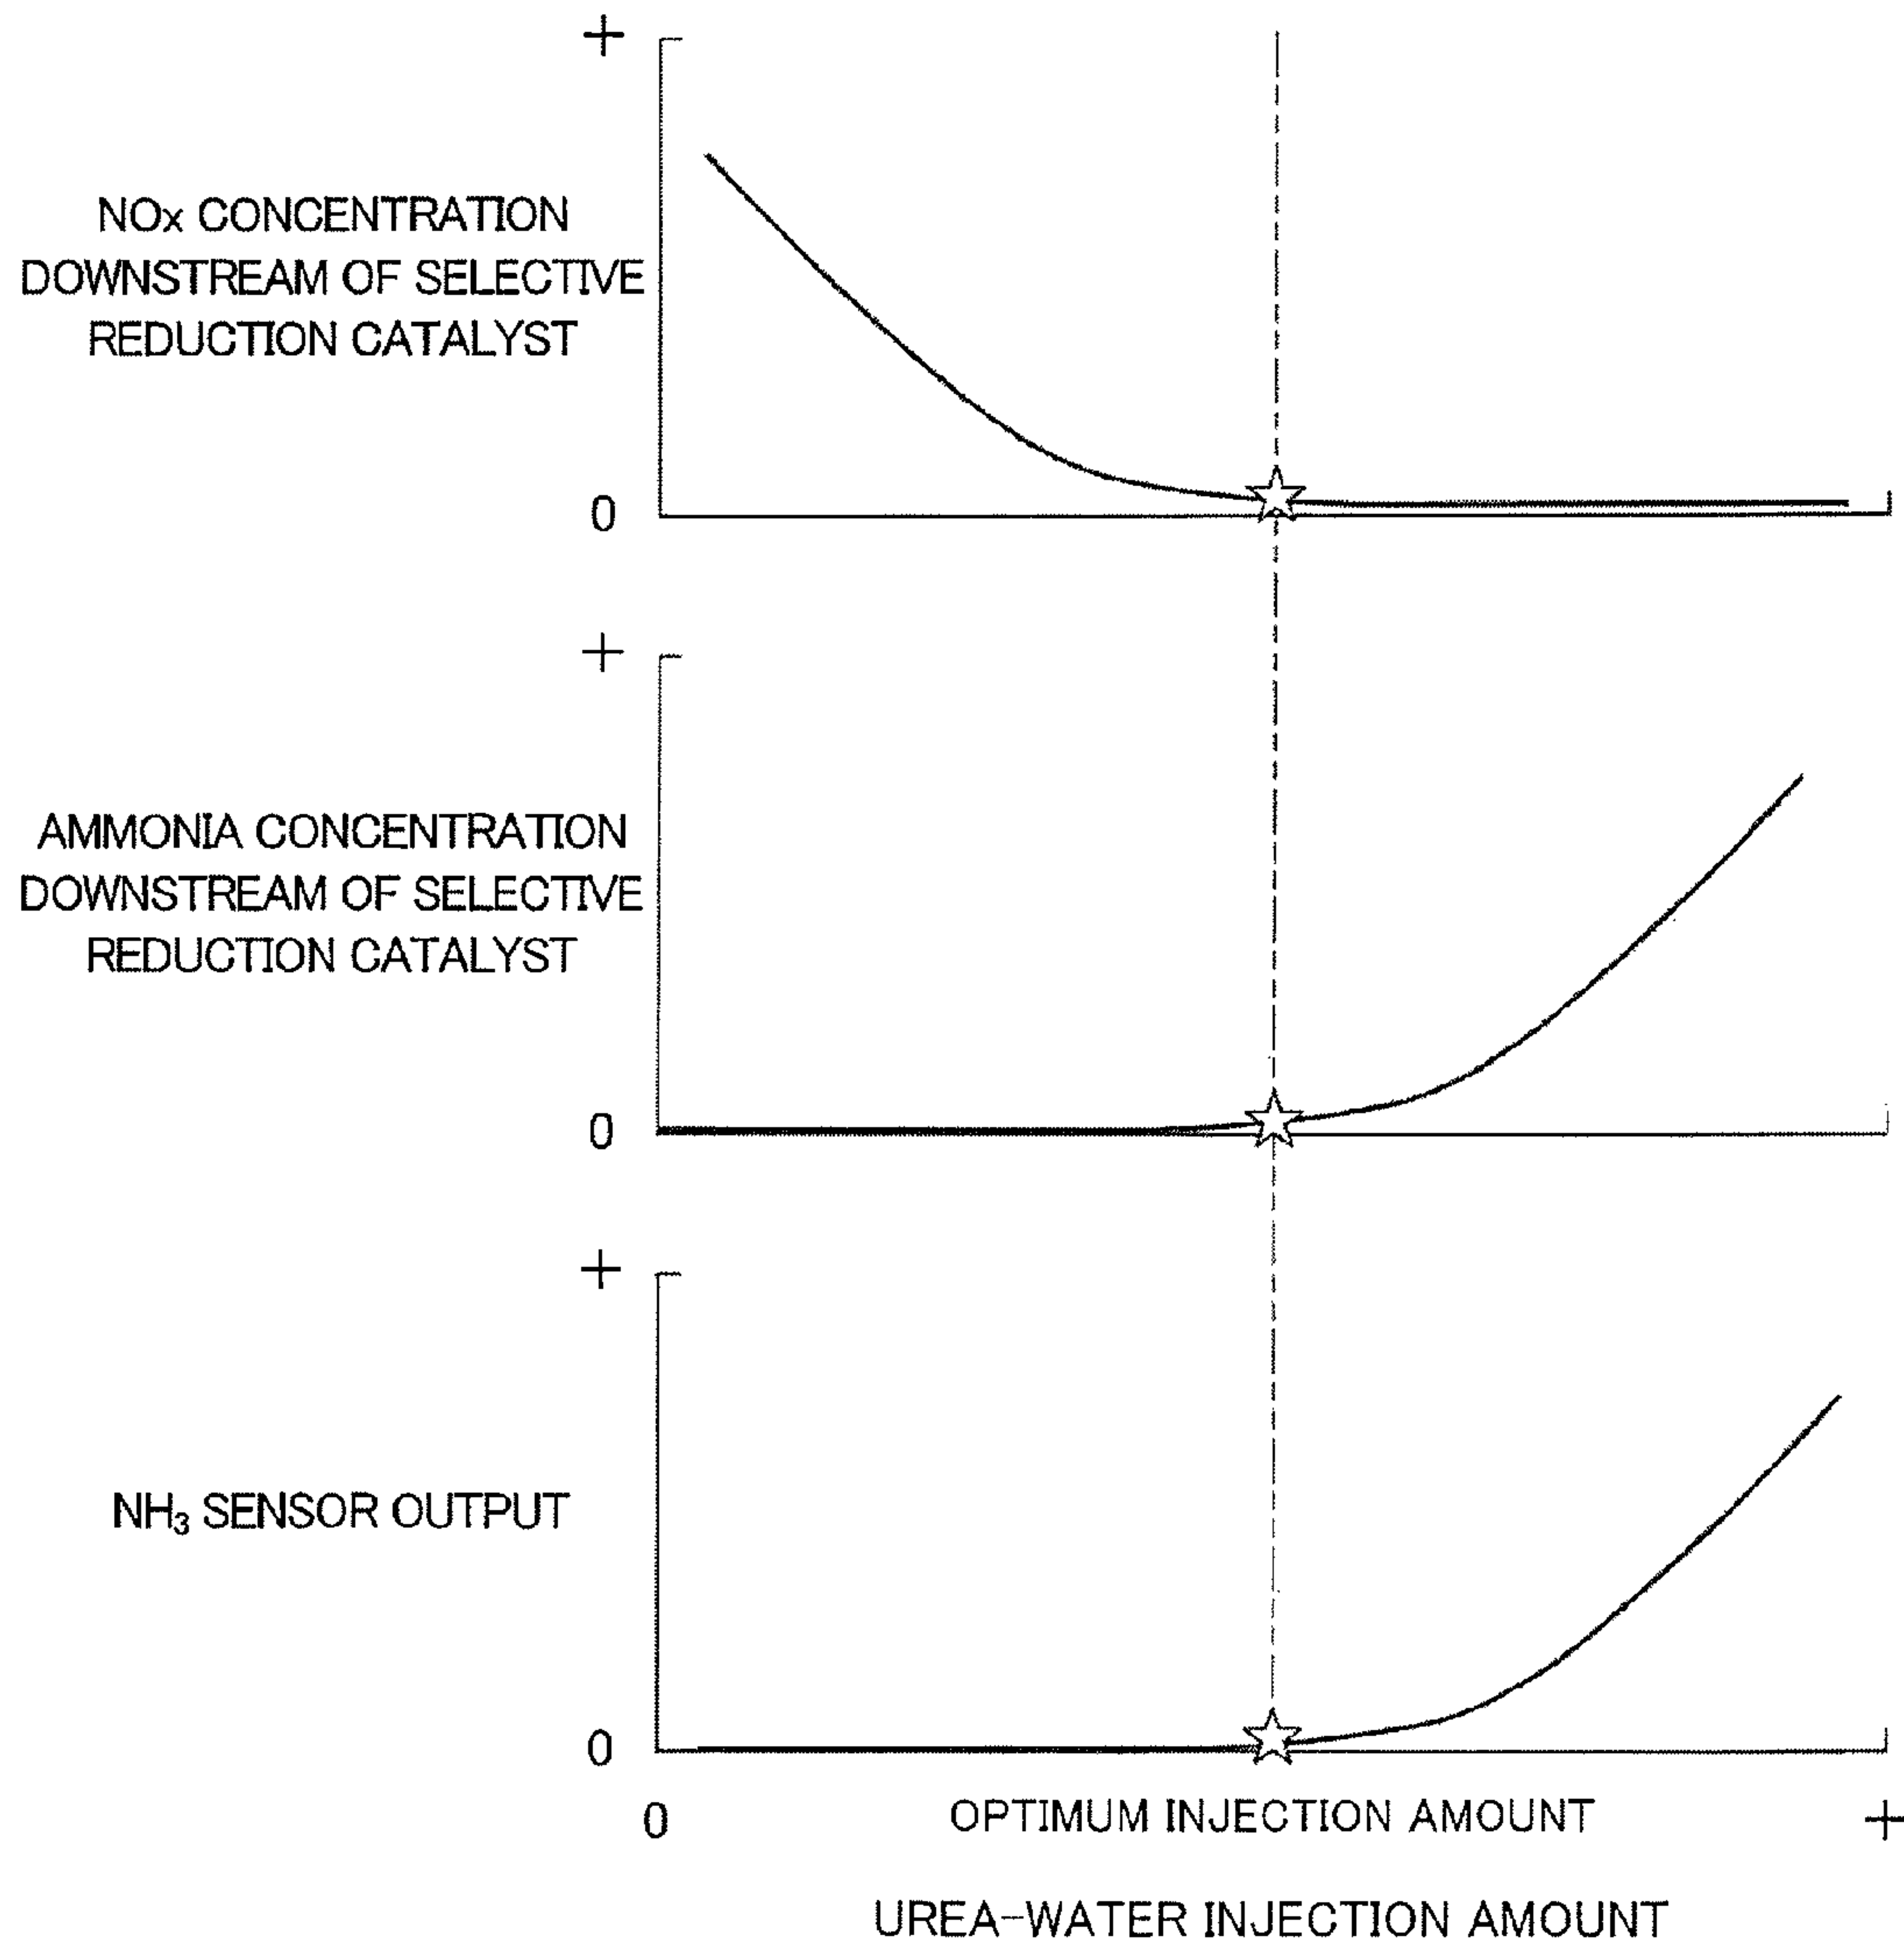 +
NOx CONCENTRATION
DOWNSTREAM OF SELECTIVE
REDUCTION CATALYST
0
+
AMMONIA CONCENTRATION
DOWNSTREAM OF SELECTIVE
REDUCTION CATALYST
0
+
NH₃ SENSOR OUTPUT
0
0 OPTIMUM INJECTION AMOUNT +
UREA-WATER INJECTION AMOUNT